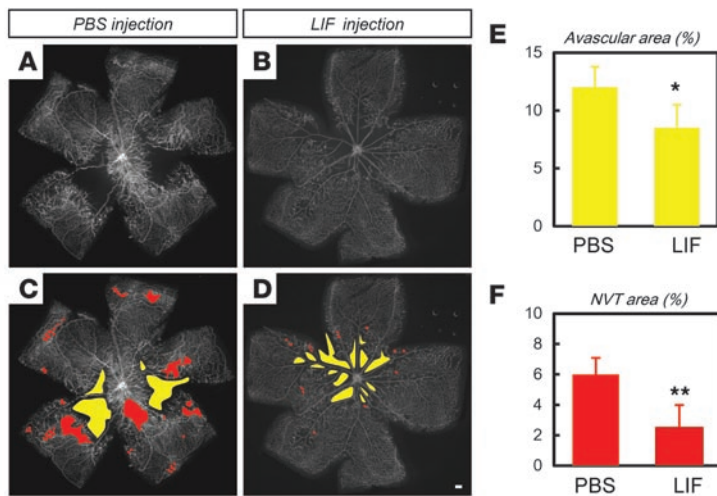 PBS injection
LIF injection
A
B
C
D
E
Avascular area (%)
15
10
5
0
*
PBS
LIF
F
NVT area (%)
10
8
6
4
2
0
**
PBS
LIF